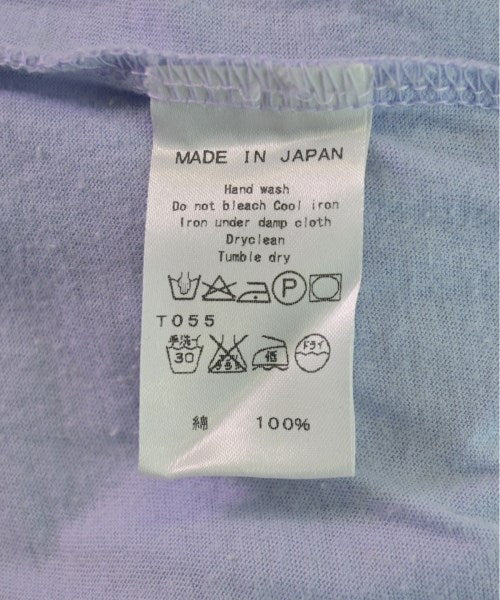 MADE IN JAPAN
Hand wash
Do not bleach Cool iron
Iron under damp cloth
Dryclean
Tumble dry
P
T055
手洗イ
30
低
ドライ
綿 100%